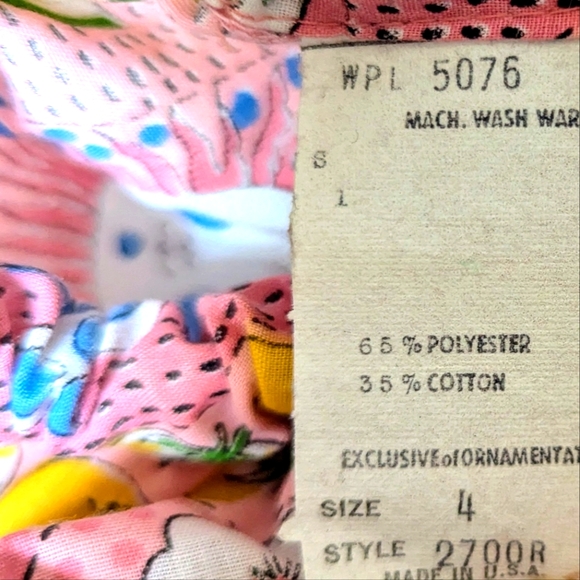 WPL 5076
MACH. WASH WAR
S
1
65% POLYESTER
35% COTTON
EXCLUSIVE of ORNAMENTAT
SIZE 4
STYLE 2700R
MADE IN U.S.A.